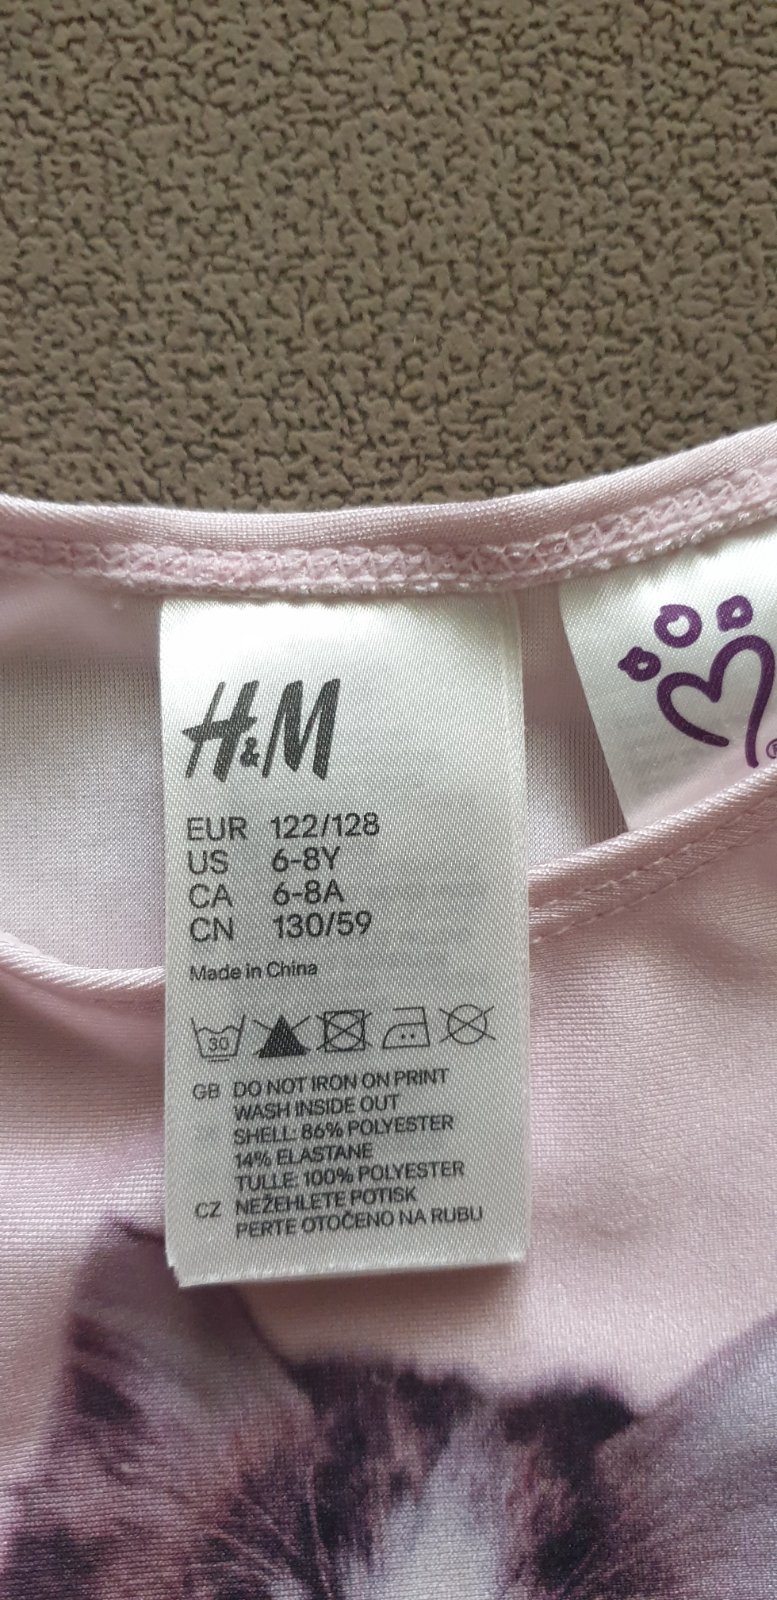 H&M
EUR 122/128
US 6-8Y
CA 6-8A
CN 130/59
Made in China
30
GB DO NOT IRON ON PRINT
WASH INSIDE OUT
SHELL: 86% POLYESTER
14% ELASTANE
TULLE: 100% POLYESTER
CZ NEŽEHLETE POTISK
PERTE OTOČENO NA RUBU